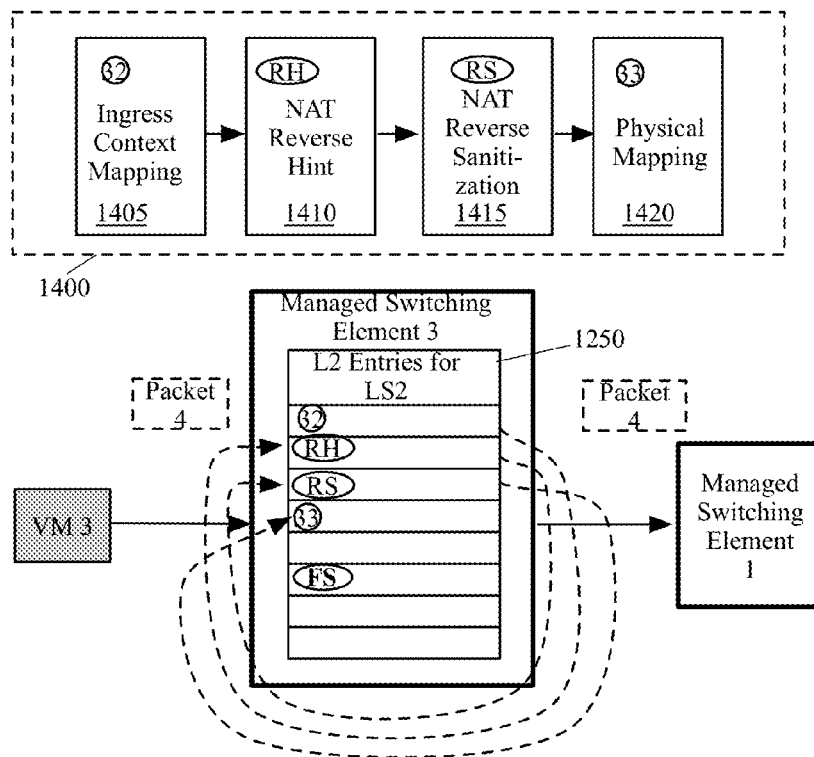 32
Ingress
Context
Mapping
1405
RH
NAT
Reverse
Hint
1410
RS
NAT
Reverse
Saniti-
zation
1415
33
Physical
Mapping
1420
1400
Managed Switching
Element 3
1250
L2 Entries for
LS2
Packet
4
Packet
4
32
RH
RS
33
FS
VM 3
Managed
Switching
Element
1